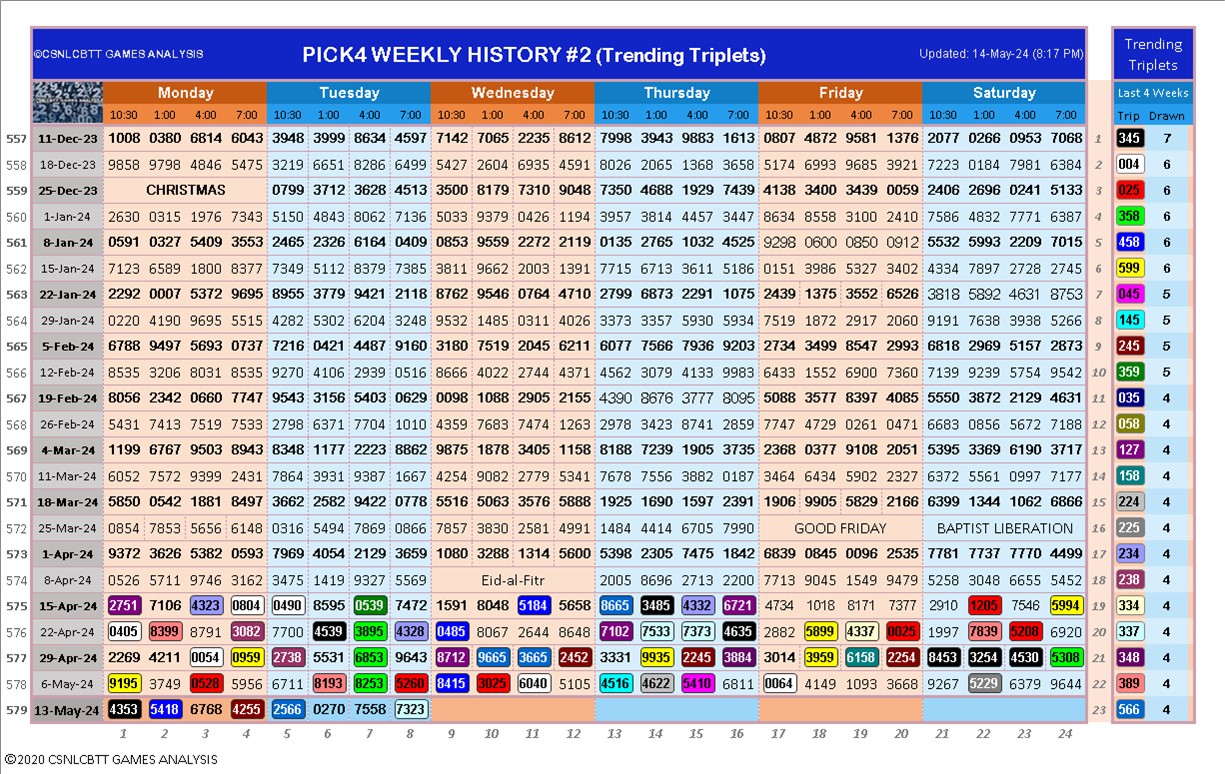 ©CSNLCBTT GAMES ANALYSIS PICK4 WEEKLY HISTORY #2 (Trending Triplets) Updated: 14-May-24 (8:17 PM) Trending Triplets
Monday Tuesday Wednesday Thursday Friday Saturday Last 4 Weeks
10:30 1:00 4:00 7:00 10:30 1:00 4:00 7:00 10:30 1:00 4:00 7:00 10:30 1:00 4:00 7:00 10:30 1:00 4:00 7:00 10:30 1:00 4:00 7:00 Trip Drawn
557 11-Dec-23 1008 0380 6814 6043 3948 3999 8634 4597 7142 7065 2235 8612 7998 3943 9883 1613 0807 4872 9581 1376 2077 0266 0953 7068 1 345 7
558 18-Dec-23 9858 9798 4846 5475 3219 6651 8286 6499 5427 2604 6935 4591 8026 2065 1368 3658 5174 6993 9685 3921 7223 0184 7981 6384 2 004 6
559 25-Dec-23 CHRISTMAS 0799 3712 3628 4513 3500 8179 7310 9048 7350 4688 1929 7439 4138 3400 3439 0059 2406 2696 0241 5133 3 025 6
560 1-Jan-24 2630 0315 1976 7343 5150 4843 8062 7136 5033 9379 0426 1194 3957 3814 4457 3447 8634 8558 3100 2410 7586 4832 7771 6387 4 358 6
561 8-Jan-24 0591 0327 5409 3553 2465 2326 6164 0409 0853 9559 2272 2119 0135 2765 1032 4525 9298 0600 0850 0912 5532 5993 2209 7015 5 458 6
562 15-Jan-24 7123 6589 1800 8377 7349 5112 8379 7385 3811 9662 2003 1391 7715 6713 3611 5186 0151 3986 5327 3402 4334 7897 2728 2745 6 599 6
563 22-Jan-24 2292 0007 5372 9695 8955 3779 9421 2118 8762 9546 0764 4710 2799 6873 2291 1075 2439 1375 3552 6526 3818 5892 4631 8753 7 045 5
564 29-Jan-24 0220 4190 9695 5515 4282 5302 6204 3248 9532 1485 0311 4026 3373 3357 5930 5934 7519 1872 2917 2060 9191 7638 3938 5266 8 145 5
565 5-Feb-24 6788 9497 5693 0737 7216 0421 4487 9160 3180 7519 2045 6211 6077 7566 7936 9203 2734 3499 8547 2993 6818 2969 5157 2873 9 245 5
566 12-Feb-24 8535 3206 8031 8535 9270 4106 2939 0516 8666 4022 2744 4371 4562 3079 4133 9983 6433 1552 6900 7360 7139 9239 5754 9542 10 359 5
567 19-Feb-24 8056 2342 0660 7747 9543 3156 5403 0629 0098 1088 2905 2155 4390 8676 3777 8095 5088 3577 8397 4085 5550 3872 2129 4631 11 035 4
568 26-Feb-24 5431 7413 7519 7533 2798 6371 7704 1010 9359 7683 7474 1263 2978 3423 8741 2859 7747 4729 0261 0471 6683 0856 5672 7188 12 058 4
569 4-Mar-24 1199 6767 9503 8943 8348 1177 2223 8862 9875 1878 3405 1158 8188 7239 1905 3735 2368 0377 9108 2051 5395 3369 6190 3717 13 127 4
570 11-Mar-24 6052 7572 9399 2431 7864 3931 9387 1667 4254 9082 2779 5341 7678 7556 3882 0187 3464 6434 5902 2327 6372 5561 0997 7177 14 158 4
571 18-Mar-24 5850 0542 1881 8497 3662 2582 9422 0778 5516 5063 3576 5888 1925 1690 1597 2391 1906 9905 5829 2166 6399 1344 1062 6866 15 224 4
572 25-Mar-24 0854 7853 5656 6148 0316 5494 7869 0866 7857 3830 2581 4991 1484 4414 6705 7990 GOOD FRIDAY BAPTIST LIBERATION 16 225 4
573 1-Apr-24 9372 3626 5382 0593 7969 4054 2129 3659 1080 3288 1314 5600 5398 2305 7475 1842 6839 0845 0096 2535 7781 7737 7770 4499 17 234 4
574 8-Apr-24 0526 5711 9746 3162 3475 1419 9327 5569 Eid-al-Fitr 2005 8696 2713 2200 7713 9045 1549 9479 5258 3048 6655 5452 18 238 4
575 15-Apr-24 2751 7106 4323 0804 0490 8595 0539 7472 1591 8048 5184 5658 8665 3485 4332 6721 4734 1018 8171 7377 2910 1205 7546 5994 19 334 4
576 22-Apr-24 0405 8399 8791 3082 7700 4539 3895 4328 0485 8067 2644 8648 7102 7533 7373 4635 2882 5899 4337 0025 1997 7839 5208 6920 20 337 4
577 29-Apr-24 2269 4211 0054 0959 2738 5531 6853 9643 8712 9665 3665 2452 3331 9935 2245 3884 3014 3959 6158 2254 8453 3254 4530 5308 21 348 4
578 6-May-24 9195 3749 0528 5956 6711 8193 8253 5260 8415 3025 6040 5105 4516 4622 5410 6811 0064 4149 1093 3668 9267 5229 6379 9644 22 389 4
579 13-May-24 4353 5418 6768 4255 2566 0270 7558 7323 23 566 4
1 2 3 4 5 6 7 8 9 10 11 12 13 14 15 16 17 18 19 20 21 22 23 24
©2020 CSNLCBTT GAMES ANALYSIS